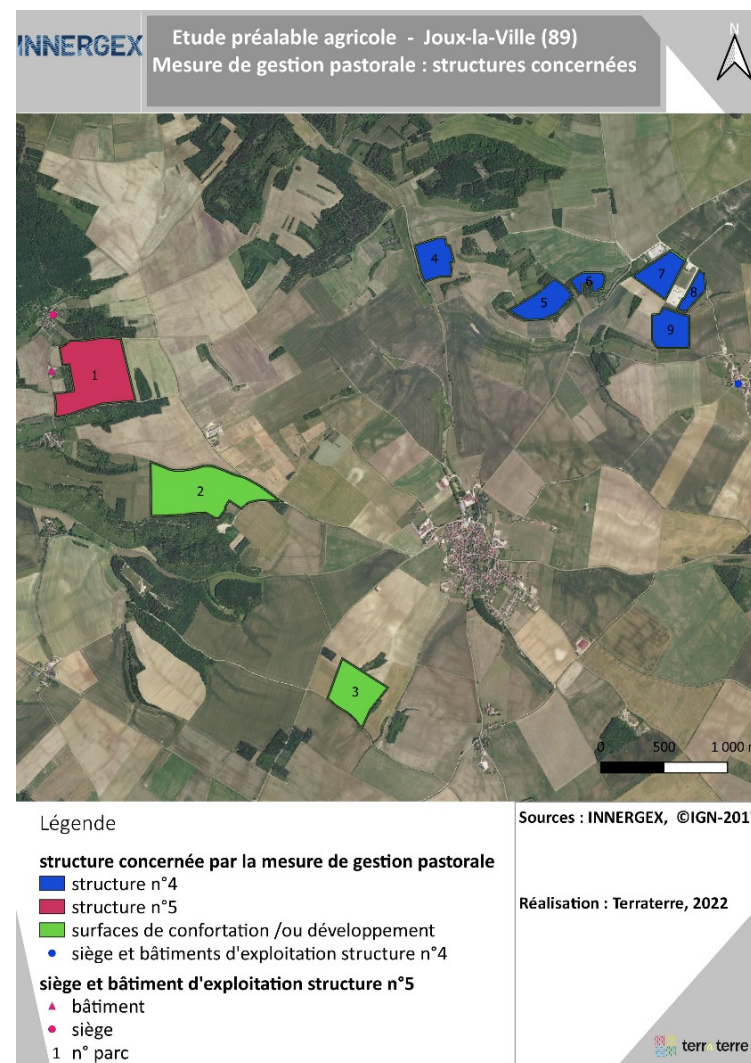 INNERGEX
Etude préalable agricole - Joux-la-Ville (89)
Mesure de gestion pastorale : structures concernées
N
4
6
7
5
8
9
1
2
3
0 500 1 000 m
Légende
structure concernée par la mesure de gestion pastorale
structure n°4
structure n°5
surfaces de confortation /ou développement
siège et bâtiments d'exploitation structure n°4
siège et bâtiment d'exploitation structure n°5
bâtiment
siège
1 n° parc
Sources : INNERGEX, ©IGN-201
Réalisation : Terraterre, 2022
terraterre